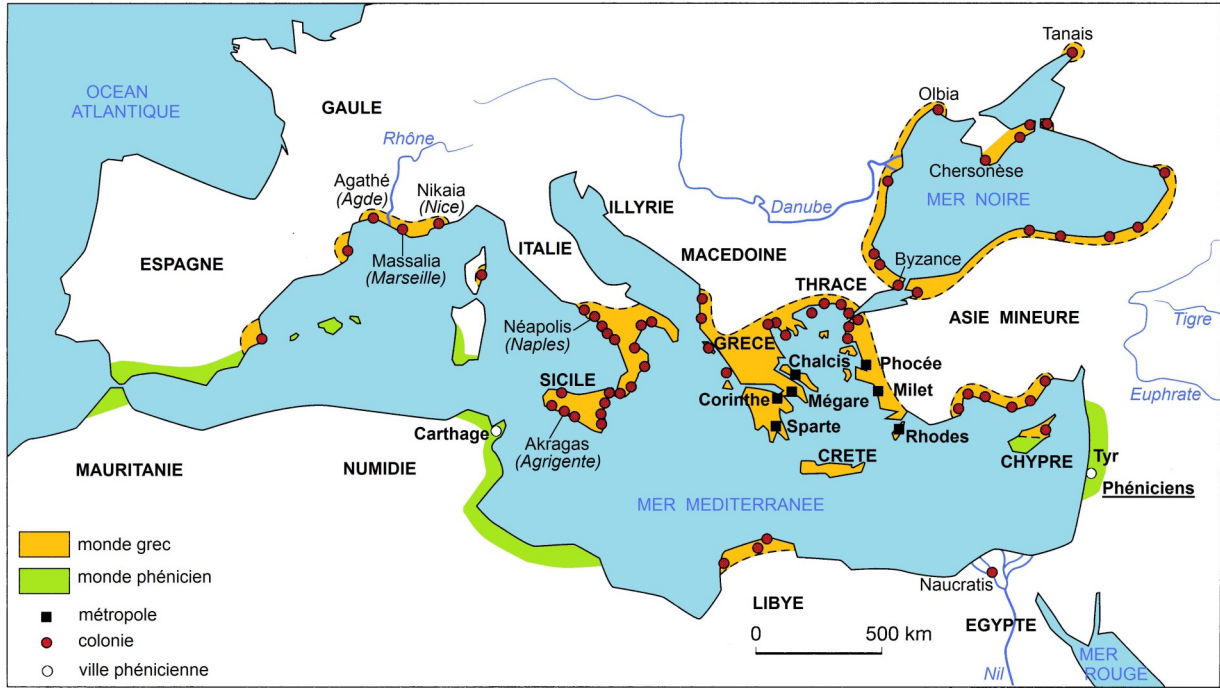 OCEAN
ATLANTIQUE
GAULE
Rhône
Agathé
(Agde)
Nikaia
(Nice)
Massalia
(Marseille)
ESPAGNE
ITALIE
ILLYRIE
Danube
MACEDOINE
THRACE
Tanais
Olbia
Chersonèse
MER NOIRE
Byzance
ASIE MINEURE
Tigre
Euphrate
Néapolis
(Naples)
SICILE
Akragas
(Agrigente)
GRECE
Chalcis
Corinthe
Mégare
Sparte
Phocée
Milet
Rhodes
CRETE
CHYPRE
Tyr
Phéniciens
Carthage
MAURITANIE
NUMIDIE
MER MEDITERRANEE
LIBYE
Naucratis
EGYPTE
Nil
MER
ROUGE
monde grec
monde phénicien
métropole
colonie
ville phénicienne
0 500 km